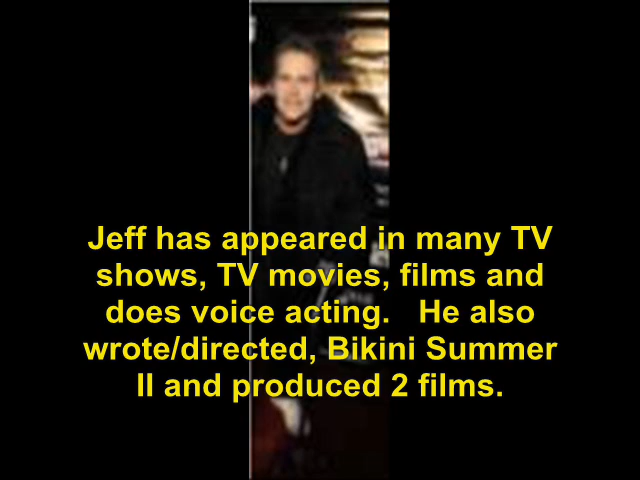 Jeff has appeared in many TV
shows, TV movies, films and
does voice acting.   He also
wrote/directed, Bikini Summer
II and produced 2 films.